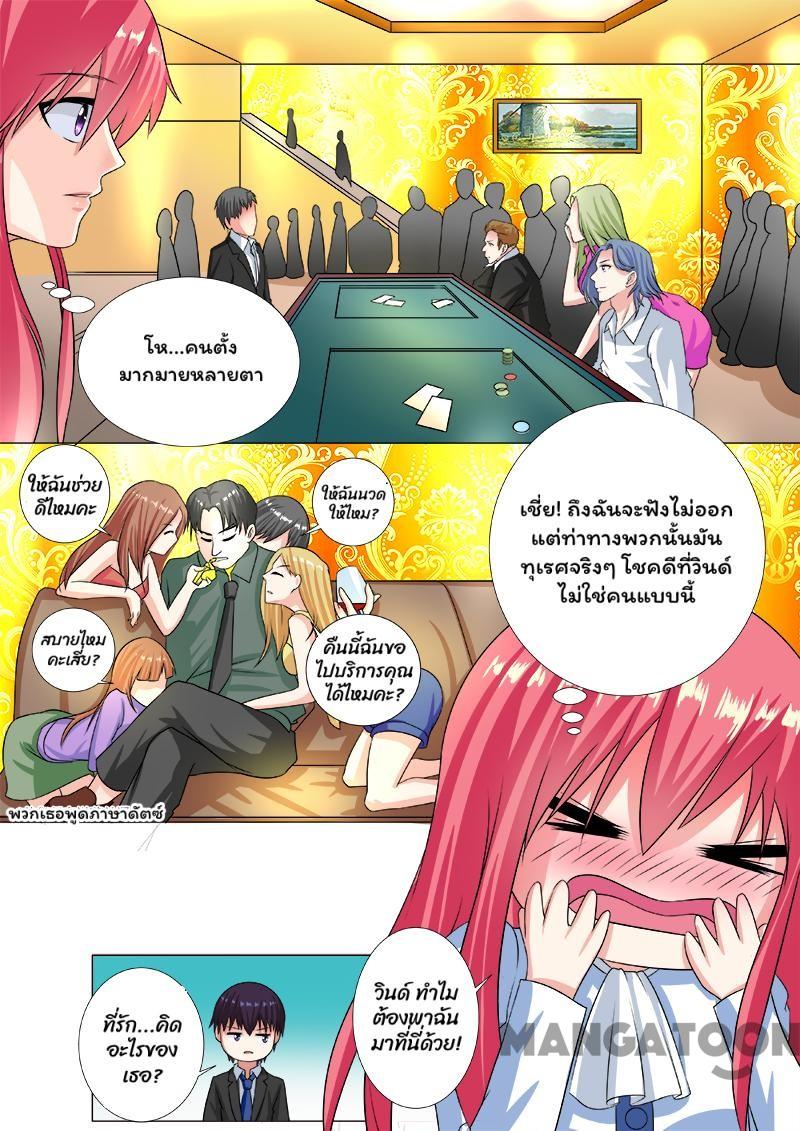 โห...คนตั้ง
มากมายหลายตา
เชี่ย! ถึงฉันจะฟังไม่ออก
แต่ท่าทางพวกนั้นมัน
ทุเรศจริงๆ โชคดีที่วินด์
ไม่ใช่คนแบบนี้
ให้ฉันช่วย
ดีไหมคะ
ให้ฉันนวด
ให้ไหม?
สบายไหม
คะเสี่ย?
คืนนี้ฉันขอ
ไปบริการคุณ
ได้ไหมคะ?
พวกเธอพูดภาษาดัตซ์
วินด์ ทำไม
ต้องพาฉัน
มาที่นี่ด้วย!
ที่รัก...คิด
อะไรของ
เธอ?
MANGATOON